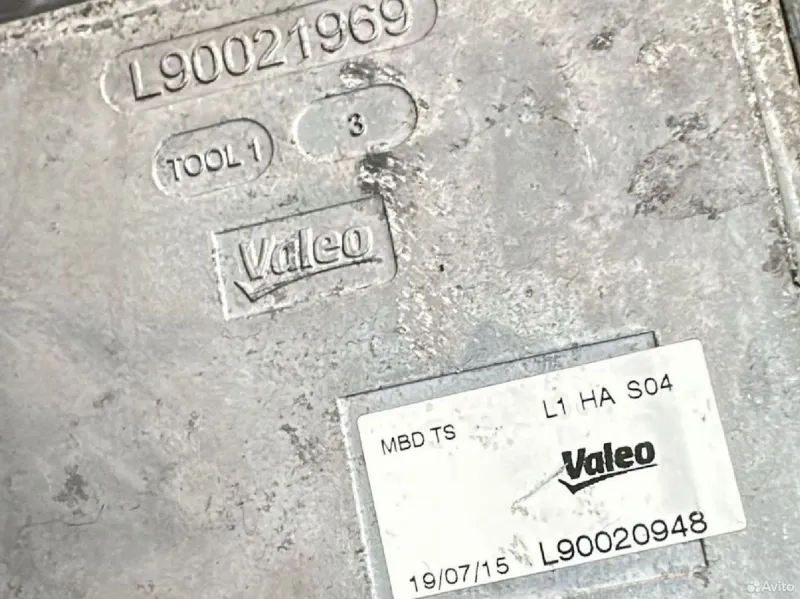 L90021969
TOOL 1
3
Valeo
MBD TS
L1 HA S04
Valeo
19/07/15
L90020948
Avito